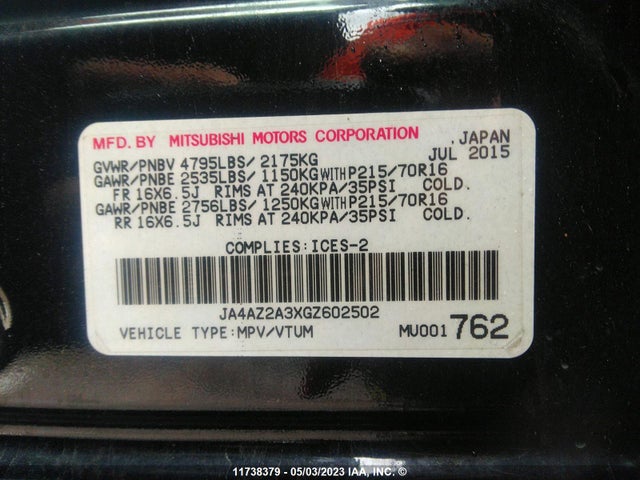 MFD. BY MITSUBISHI MOTORS CORPORATION ,JAPAN
GVWR/PNBV 4795LBS/ 2175KG JUL 2015
GAWR/PNBE 2535LBS/ 1150KG WITH P215/70R16
FR 16X6.5J RIMS AT 240KPA/35PSI COLD.
GAWR/PNBE 2756LBS/ 1250KG WITH P215/70R16
RR 16X6.5J RIMS AT 240KPA/35PSI COLD.
COMPLIES:ICES-2
JA4AZ2A3XGZ602502
VEHICLE TYPE:MPV/VTUM MU001 762
11738379 - 05/03/2023 IAA, Inc(canada)